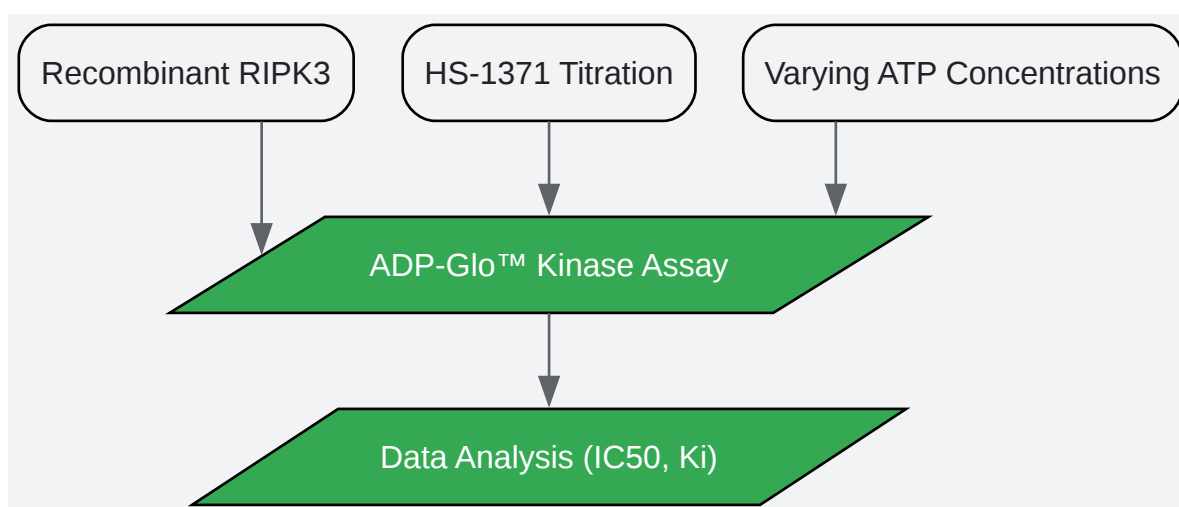 Recombinant RIPK3
HS-1371 Titration
Varying ATP Concentrations
ADP-Glo™ Kinase Assay
Data Analysis (IC50, Ki)